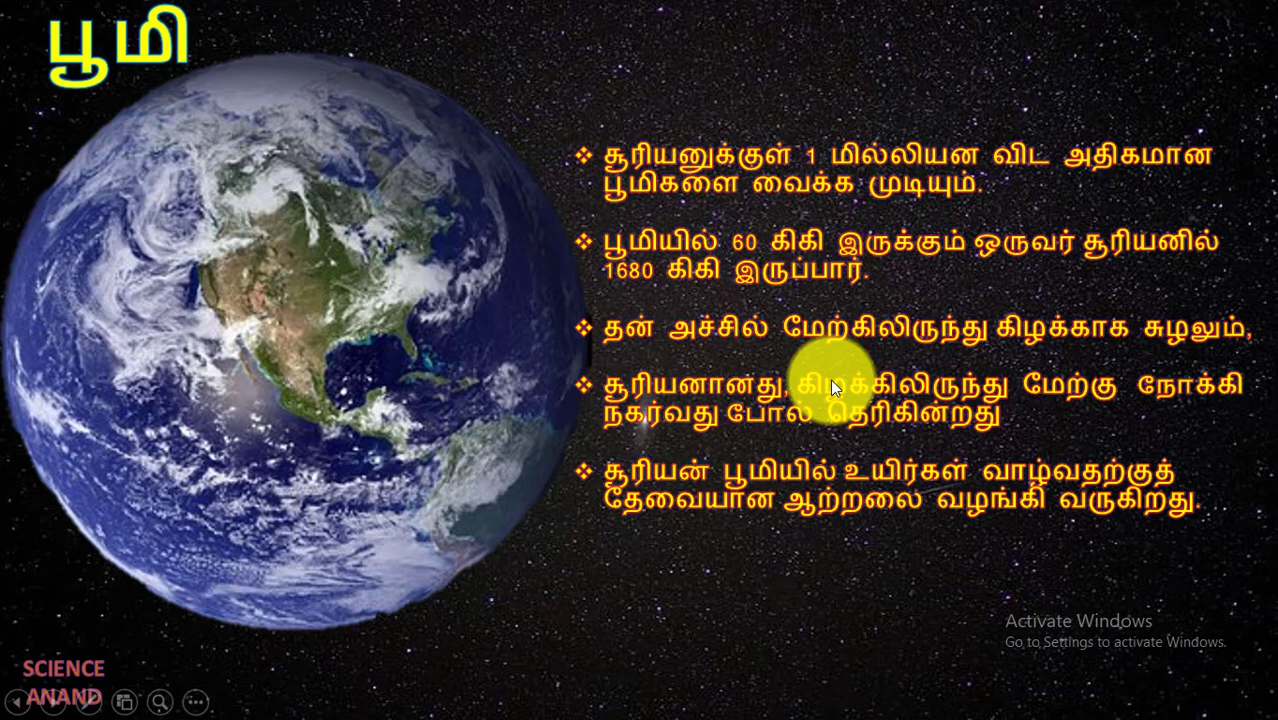 பூமி
❖ சூரியனுக்குள் 1 மில்லியன விட அதிகமான
பூமிகளை வைக்க முடியும்.
❖ பூமியில் 60 கிகி இருக்கும் ஒருவர் சூரியனில்
1680 கிகி இருப்பார்.
❖ தன் அச்சில் மேற்கிலிருந்து கிழக்காக சுழலும்,
❖ சூரியனானது, கிழக்கிலிருந்து மேற்கு நோக்கி
நகர்வது போல் தெரிகின்றது
❖ சூரியன் பூமியில் உயிர்கள் வாழ்வதற்குத்
தேவையான ஆற்றலை வழங்கி வருகிறது.
Activate Windows
Go to Settings to activate Windows.
SCIENCE
ANAND